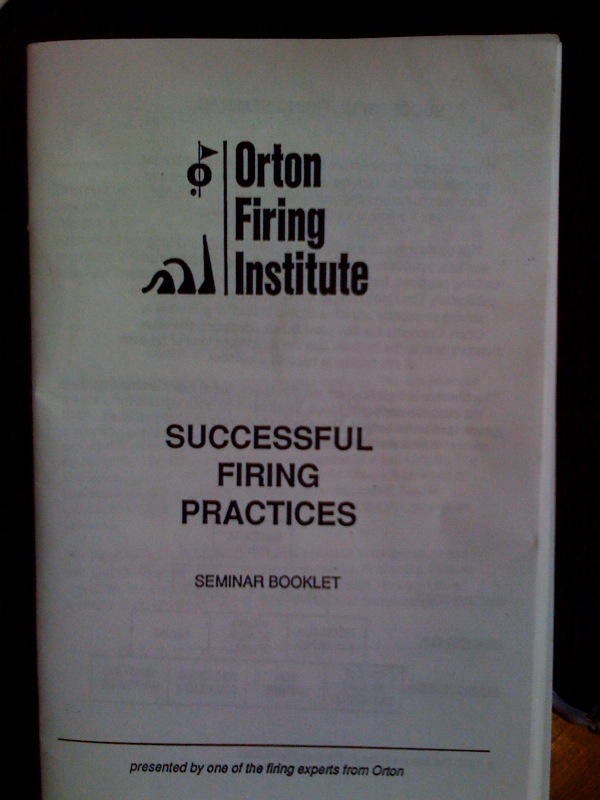 Orton
Firing
Institute
SUCCESSFUL
FIRING
PRACTICES
SEMINAR BOOKLET
presented by one of the firing experts from Orton